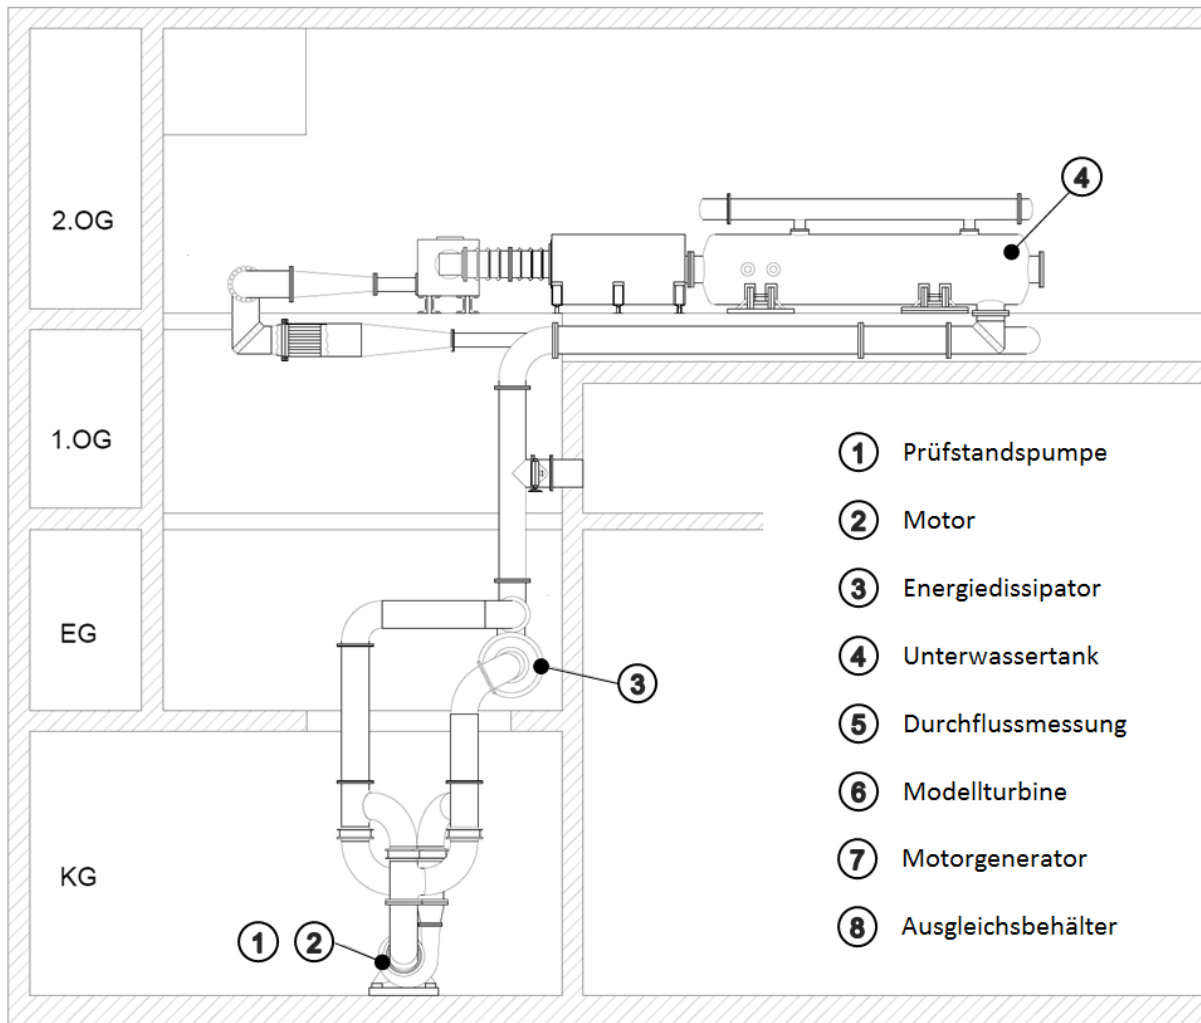 4
2.OG
1.OG
EG
KG
3
1 2
1 Prüfstandspumpe
2 Motor
3 Energiedissipator
4 Unterwassertank
5 Durchflussmessung
6 Modellturbine
7 Motorgenerator
8 Ausgleichsbehälter